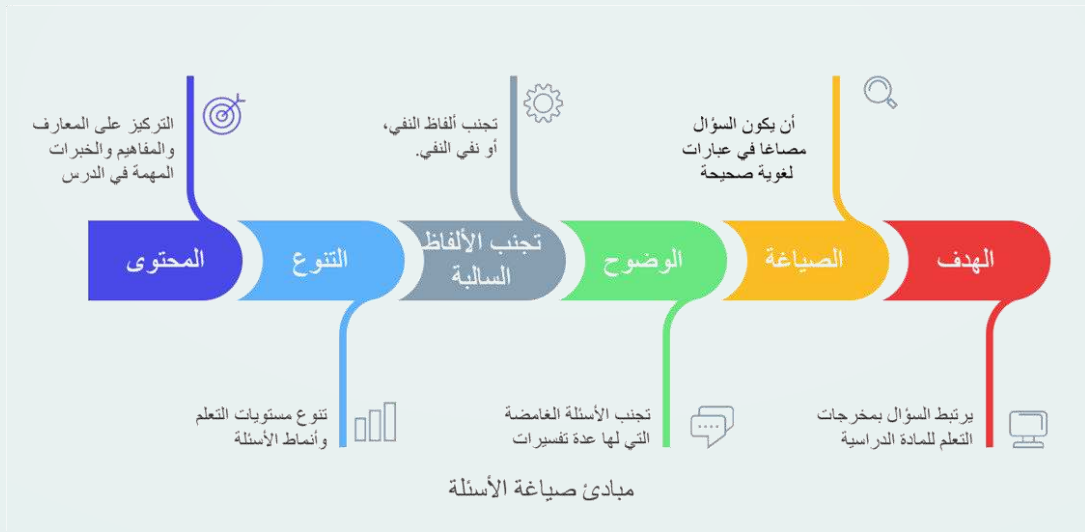 الهدف
يرتبط السؤال بمخرجات
التعلم للمادة الدراسية
الصياغة
أن يكون السؤال
مصاغا في عبارات
لغوية صحيحة
الوضوح
تجنب الأسئلة الغامضة
التي لها عدة تفسيرات
تجنب الألفاظ
السالبة
تجنب ألفاظ النفي،
أو نفي النفي.
التنوع
تنوع مستويات التعلم
وأنماط الأسئلة
المحتوى
التركيز على المعارف
والمفاهيم والخبرات
المهمة في الدرس
مبادئ صياغة الأسئلة